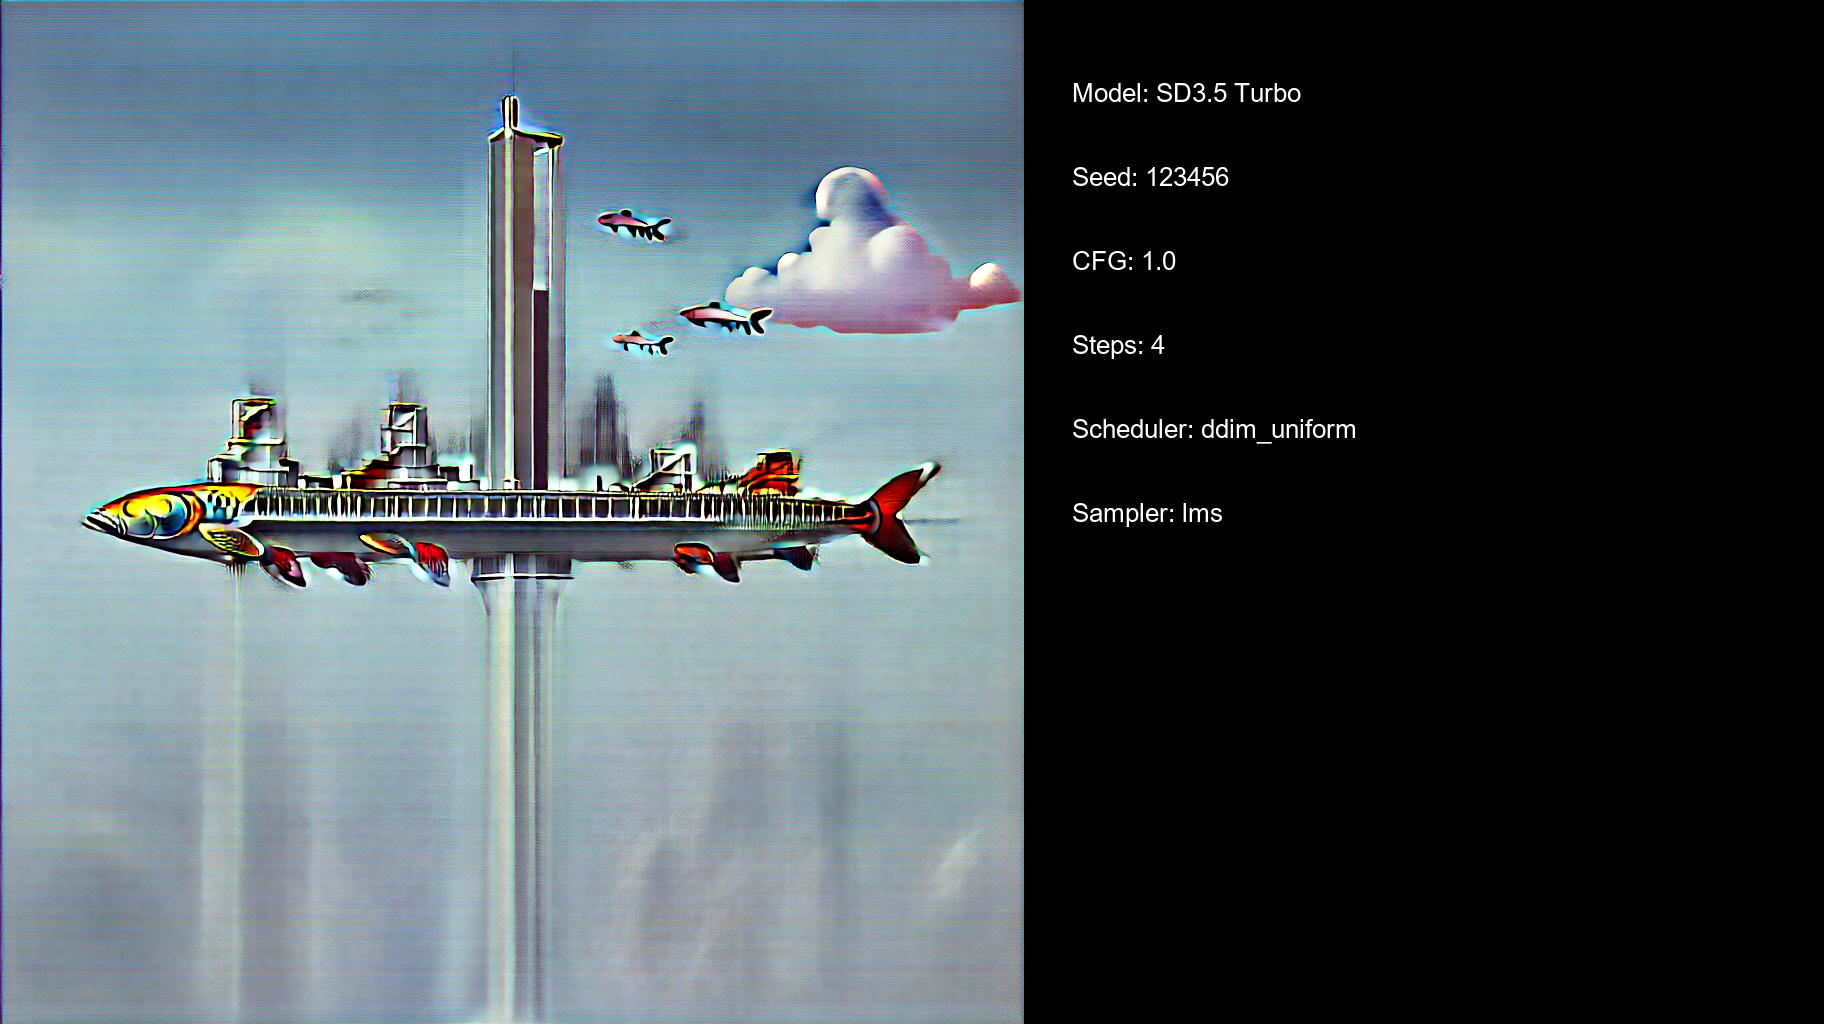 Model: SD3.5 Turbo
Seed: 123456
CFG: 1.0
Steps: 4
Scheduler: ddim_uniform
Sampler: lms